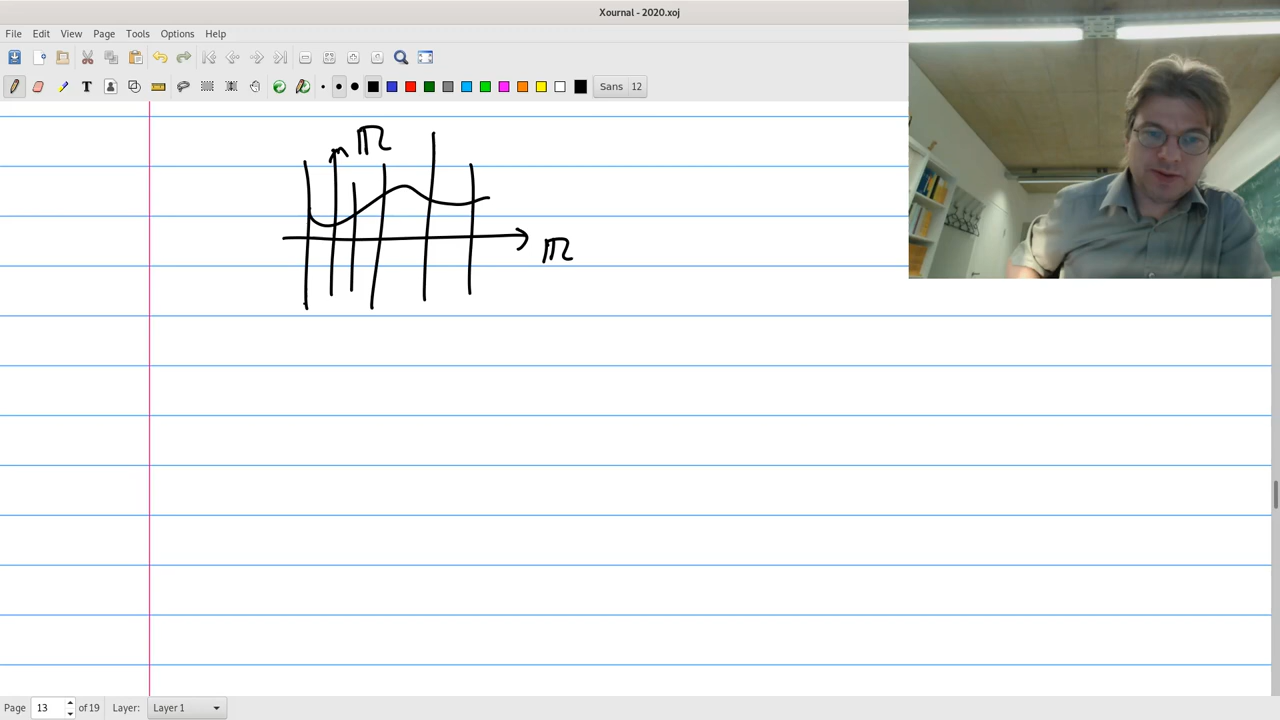 Xournal - 2020.xoj
File Edit View Page Tools Options Help
T Sans 12
ℝ
ℝ
Page 13 of 19 Layer: Layer 1